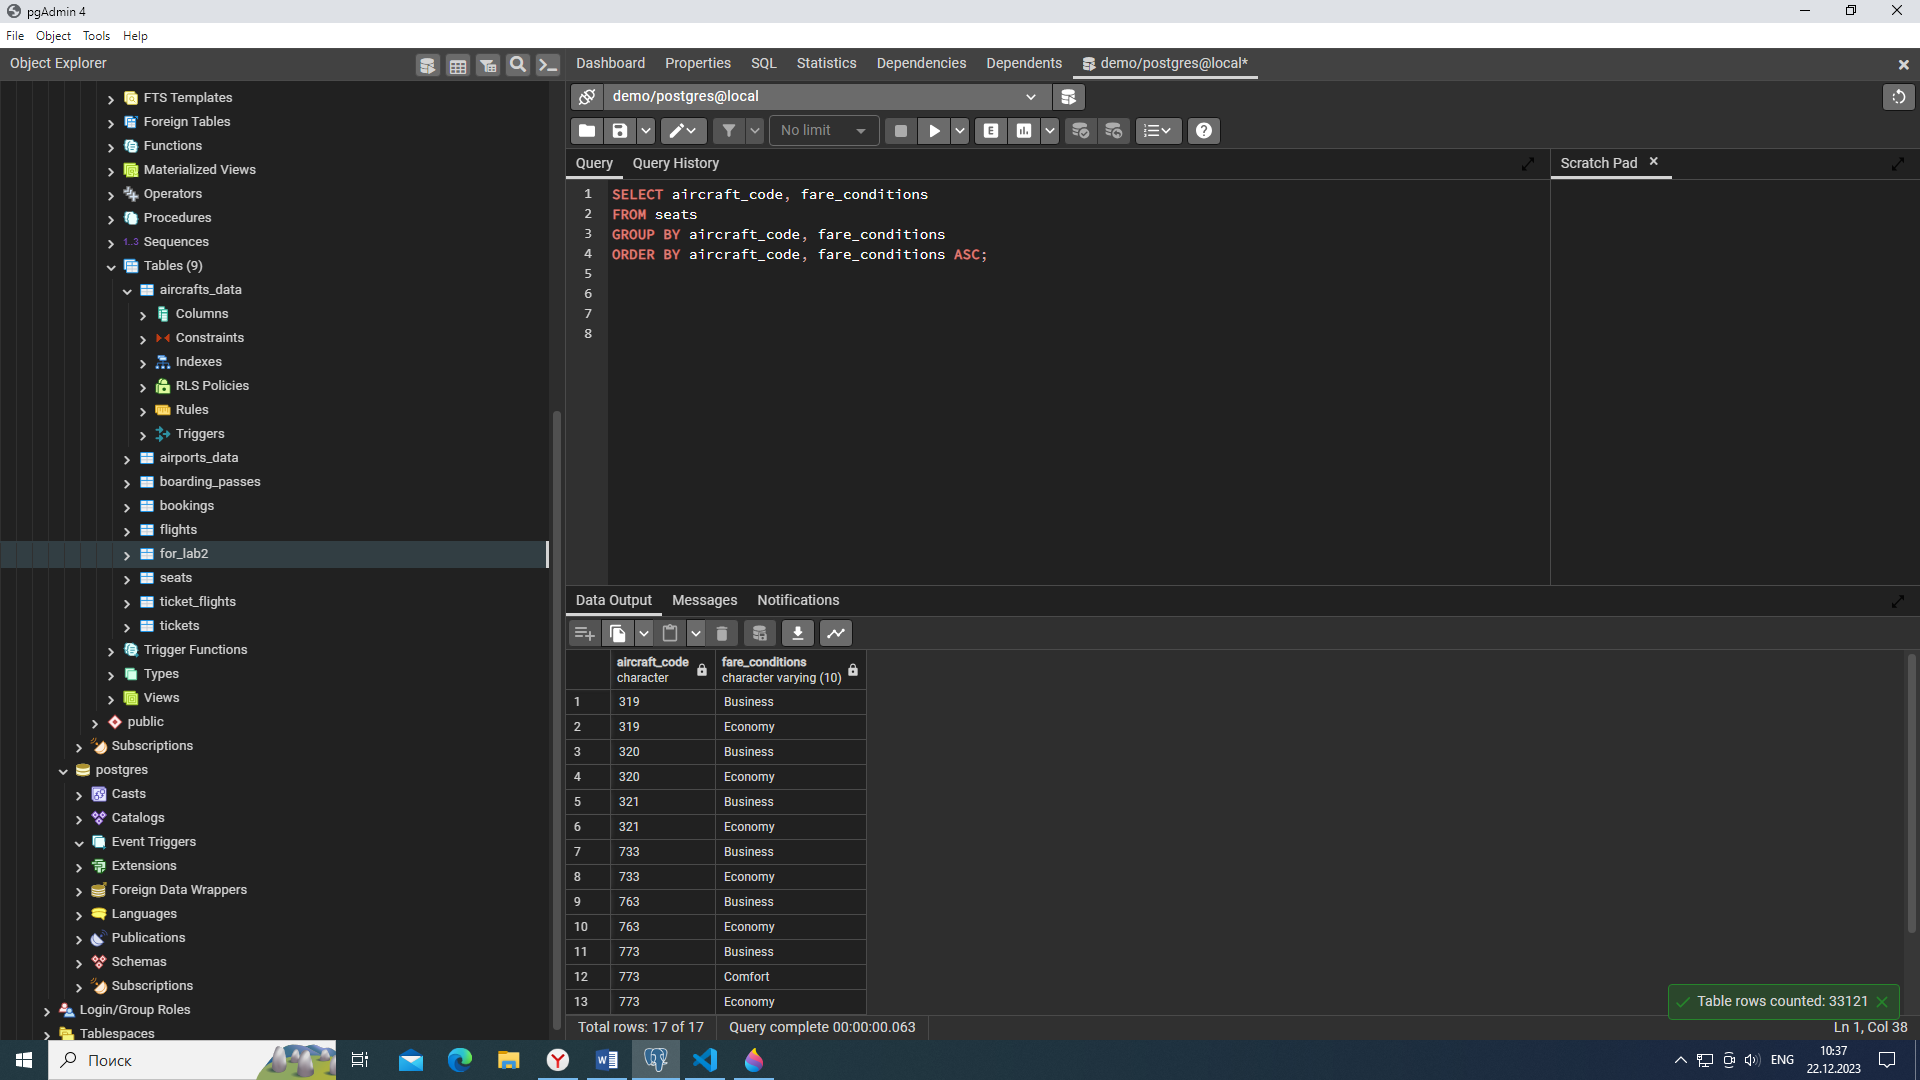 pgAdmin 4
File Object Tools Help
Object Explorer
Dashboard Properties SQL Statistics Dependencies Dependents demo/postgres@local*
FTS Templates
Foreign Tables
Functions
Materialized Views
Operators
Procedures
1..3 Sequences
Tables (9)
aircrafts_data
Columns
Constraints
Indexes
RLS Policies
Rules
Triggers
airports_data
boarding_passes
bookings
flights
for_lab2
seats
ticket_flights
tickets
Trigger Functions
Types
Views
public
Subscriptions
postgres
Casts
Catalogs
Event Triggers
Extensions
Foreign Data Wrappers
Languages
Publications
Schemas
Subscriptions
Login/Group Roles
Tablespaces
demo/postgres@local
No limit
E
Query Query History
Scratch Pad
1 SELECT aircraft_code, fare_conditions
2 FROM seats
3 GROUP BY aircraft_code, fare_conditions
4 ORDER BY aircraft_code, fare_conditions ASC;
5
6
7
8
Data Output Messages Notifications
aircraft_code character fare_conditions character varying (10)
1 319 Business
2 319 Economy
3 320 Business
4 320 Economy
5 321 Business
6 321 Economy
7 733 Business
8 733 Economy
9 763 Business
10 763 Economy
11 773 Business
12 773 Comfort
13 773 Economy
Table rows counted: 33121
Total rows: 17 of 17 Query complete 00:00:00.063
Ln 1, Col 38
Поиск
ENG
10:37
22.12.2023